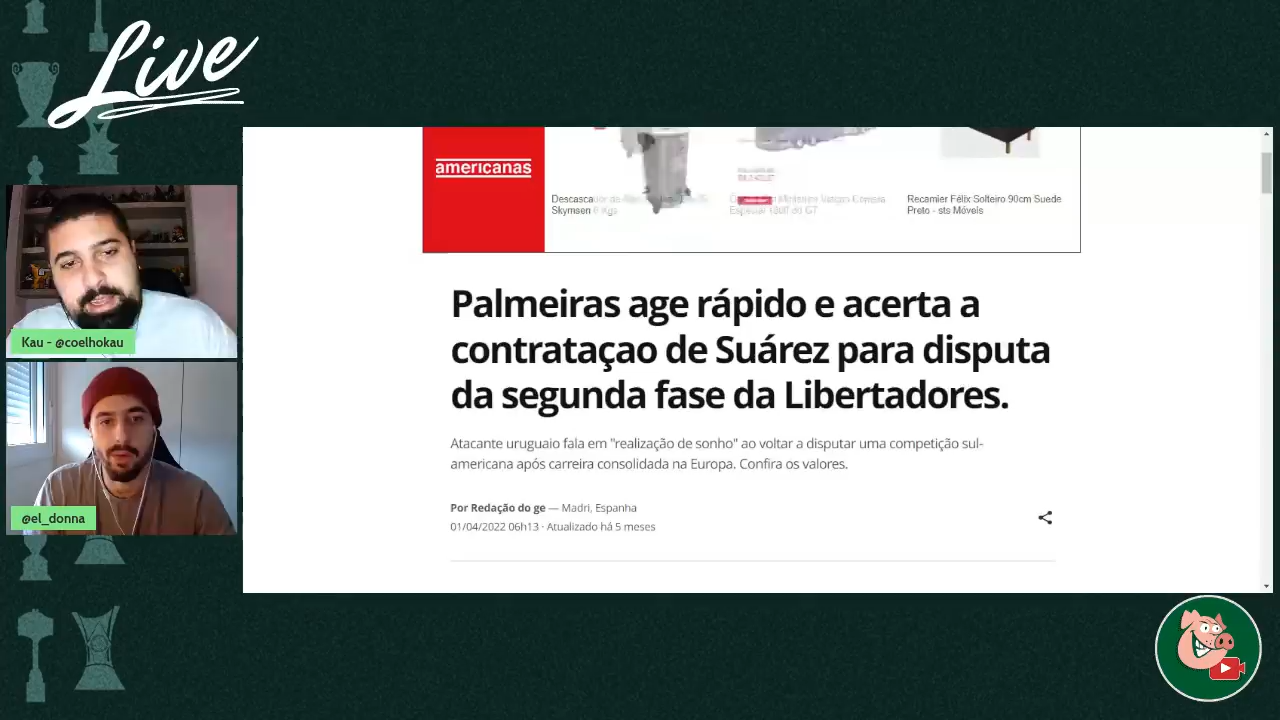 Live
americanas
Descasca
Skymsen 6 Kgs
Recamier Félix Solteiro 90cm Suede
Preto - sts Móveis
Palmeiras age rápido e acerta a
contrataçao de Suárez para disputa
da segunda fase da Libertadores.
Atacante uruguaio fala em "realização de sonho" ao voltar a disputar uma competição sul-
americana após carreira consolidada na Europa. Confira os valores.
Por Redação do ge — Madri, Espanha
01/04/2022 06h13 · Atualizado há 5 meses
Kau - @coelhokau
@el_donna